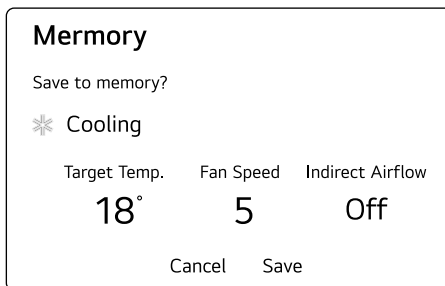 Mermory
Save to memory?
Cooling
Target Temp. Fan Speed Indirect Airflow
18° 5 Off
Cancel Save